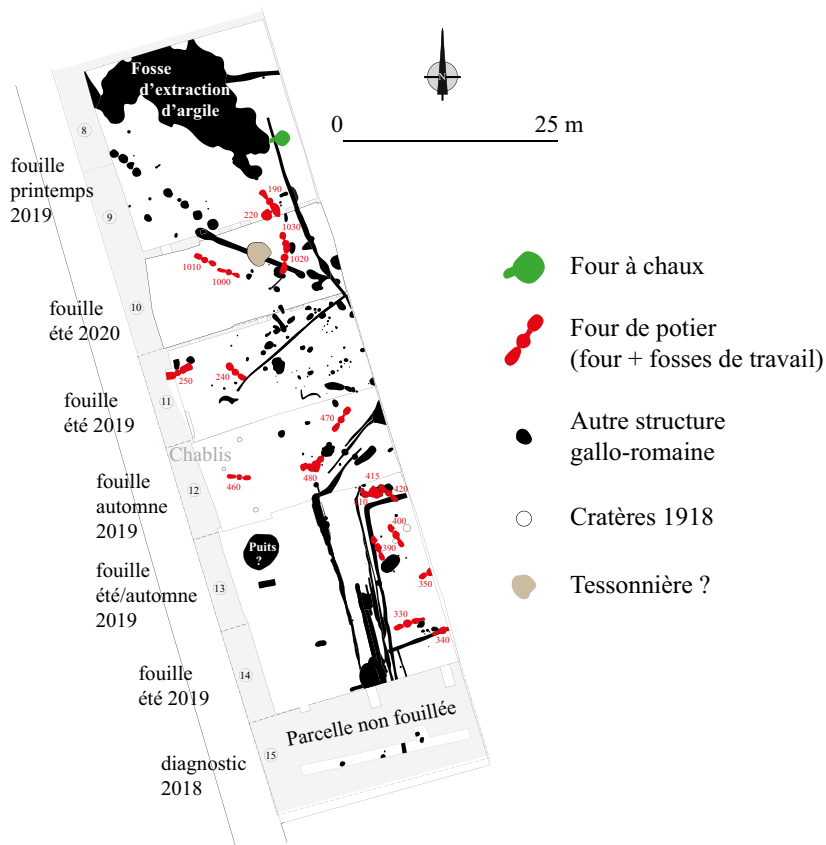 Fosse
d'extraction
d'argile
N
0 25 m
8
fouille
printemps
2019
9
190
220
1030
1020
1010
1000
10
fouille
été 2020
250
240
11
fouille
été 2019
470
Chablis
480
460
12
fouille
automne
2019
415
420
410
400
390
Puits
?
350
13
fouille
été/automne
2019
330
340
14
fouille
été 2019
Parcelle non fouillée
15
diagnostic
2018
Four à chaux
Four de potier
(four + fosses de travail)
Autre structure
gallo-romaine
Cratères 1918
Tessonnière ?